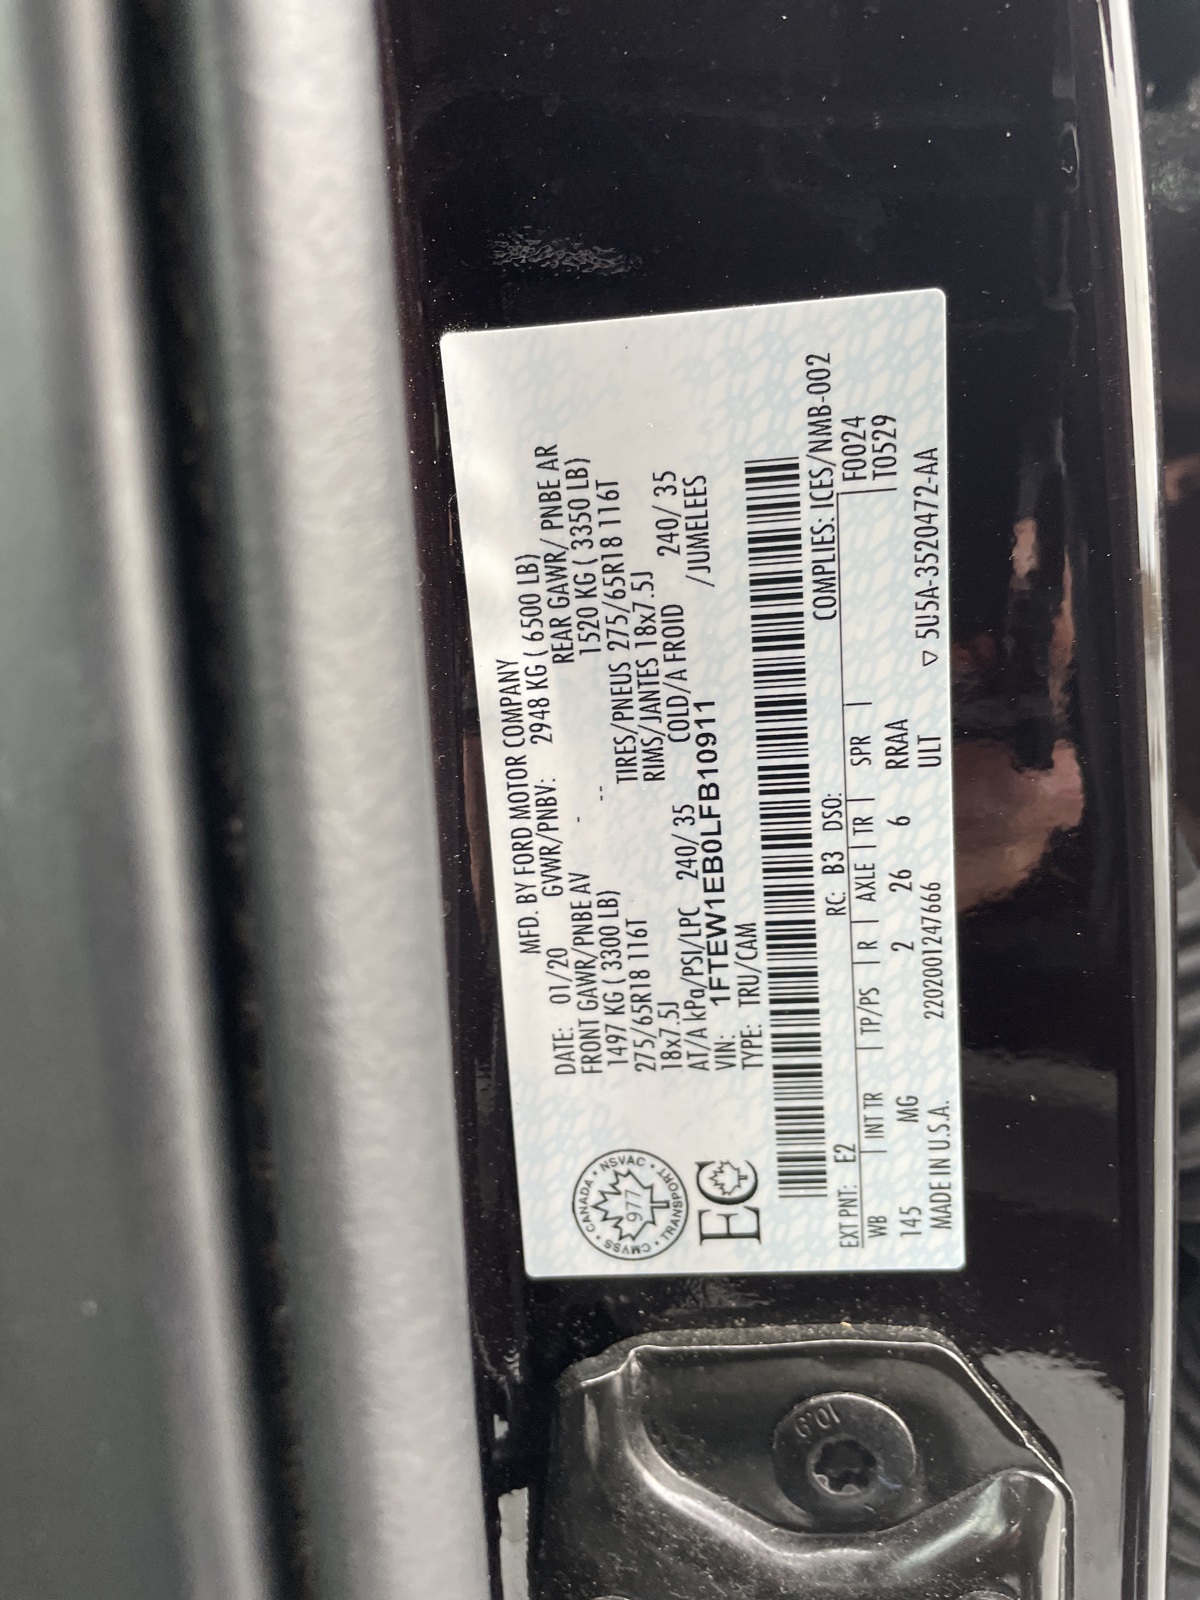 MFD. BY FORD MOTOR COMPANY
DATE: 01/20 GVWR/PNBV: 2948 KG ( 6500 LB)
FRONT GAWR/PNBE AV - REAR GAWR/ PNBE AR
1497 KG ( 3300 LB) -- 1520 KG ( 3350 LB)
275/65R18 116T TIRES/PNEUS 275/65R18 116T
18x7.5J RIMS/JANTES 18x7.5J
AT/A kPa/PSI/LPC 240/ 35 COLD/A FROID 240/ 35
VIN: 1FTEW1EB0LFB10911 /JUMELEES
TYPE: TRU/CAM
CANADA • NSVAC • TRANSPORT • CMVSS •
977
EC
COMPLIES: ICES/NMB-002
EXT PNT: E2 RC: B3 DSO: F0024
WB | INT TR | TP/PS | R | AXLE | TR | SPR | T0529
145 MG 2 26 6 RRAA
MADE IN U.S.A. 2202001247666 ULT ▽ 5U5A-3520472-AA
10.9